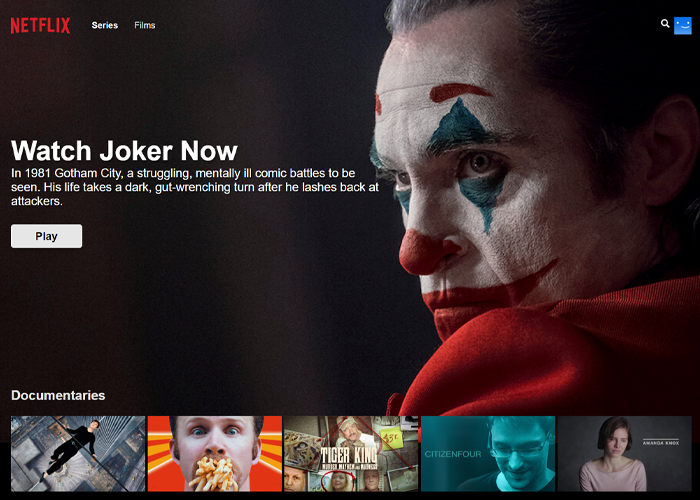 NETFLIX Series Films
Watch Joker Now
In 1981 Gotham City, a struggling, mentally ill comic battles to be
seen. His life takes a dark, gut-wrenching turn after he lashes back at
attackers.
Play
Documentaries
TIGER KING
MURDER MAYHEM AND MADNESS
CITIZENFOUR
AMANDA KNOX